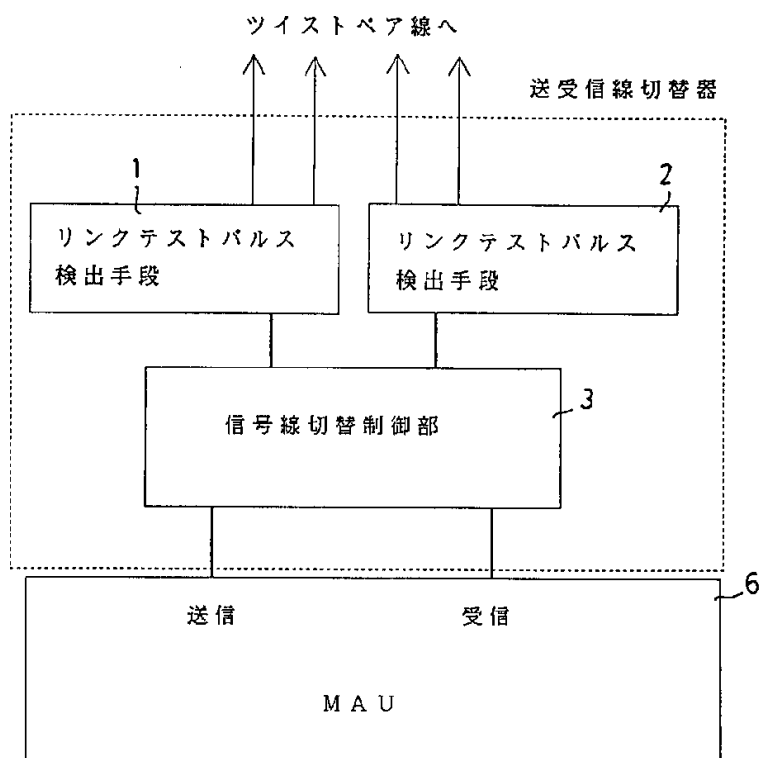 ツイストペア線へ
送受信線切替器
1
リンクテストパルス
検出手段
2
リンクテストパルス
検出手段
信号線切替制御部
3
送信
受信
6
MAU